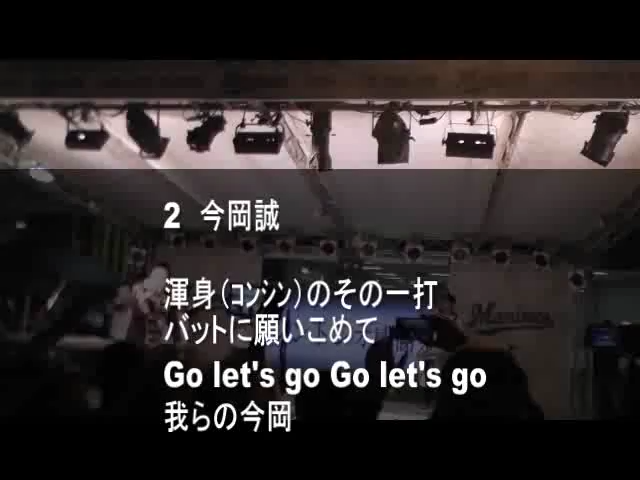 2 今岡誠
渾身(コンシン)のその一打
バットに願いこめて
Go let's go Go let's go
我らの今岡